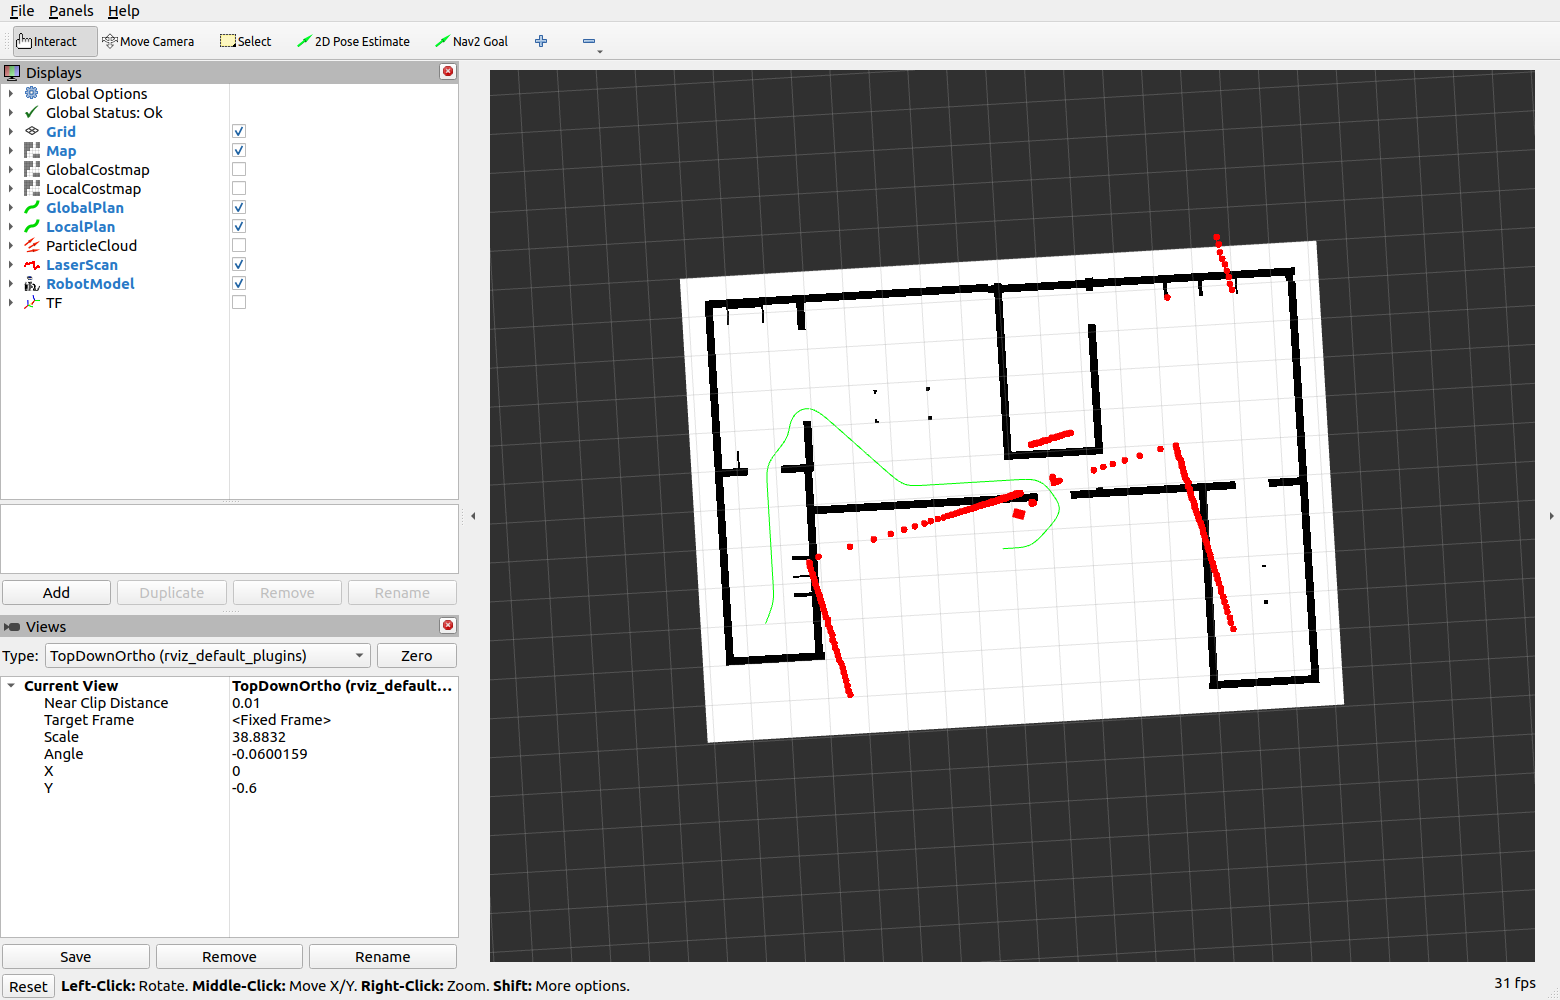 File Panels Help
Interact Move Camera Select 2D Pose Estimate Nav2 Goal
Displays
Global Options
Global Status: Ok
Grid
Map
GlobalCostmap
LocalCostmap
GlobalPlan
LocalPlan
ParticleCloud
LaserScan
RobotModel
TF
Add Duplicate Remove Rename
Views
Type: TopDownOrtho (rviz_default_plugins) Zero
Current View TopDownOrtho (rviz_default...
Near Clip Distance 0.01
Target Frame <Fixed Frame>
Scale 38.8832
Angle -0.0600159
X 0
Y -0.6
Save Remove Rename
Reset Left-Click: Rotate. Middle-Click: Move X/Y. Right-Click: Zoom. Shift: More options. 31 fps